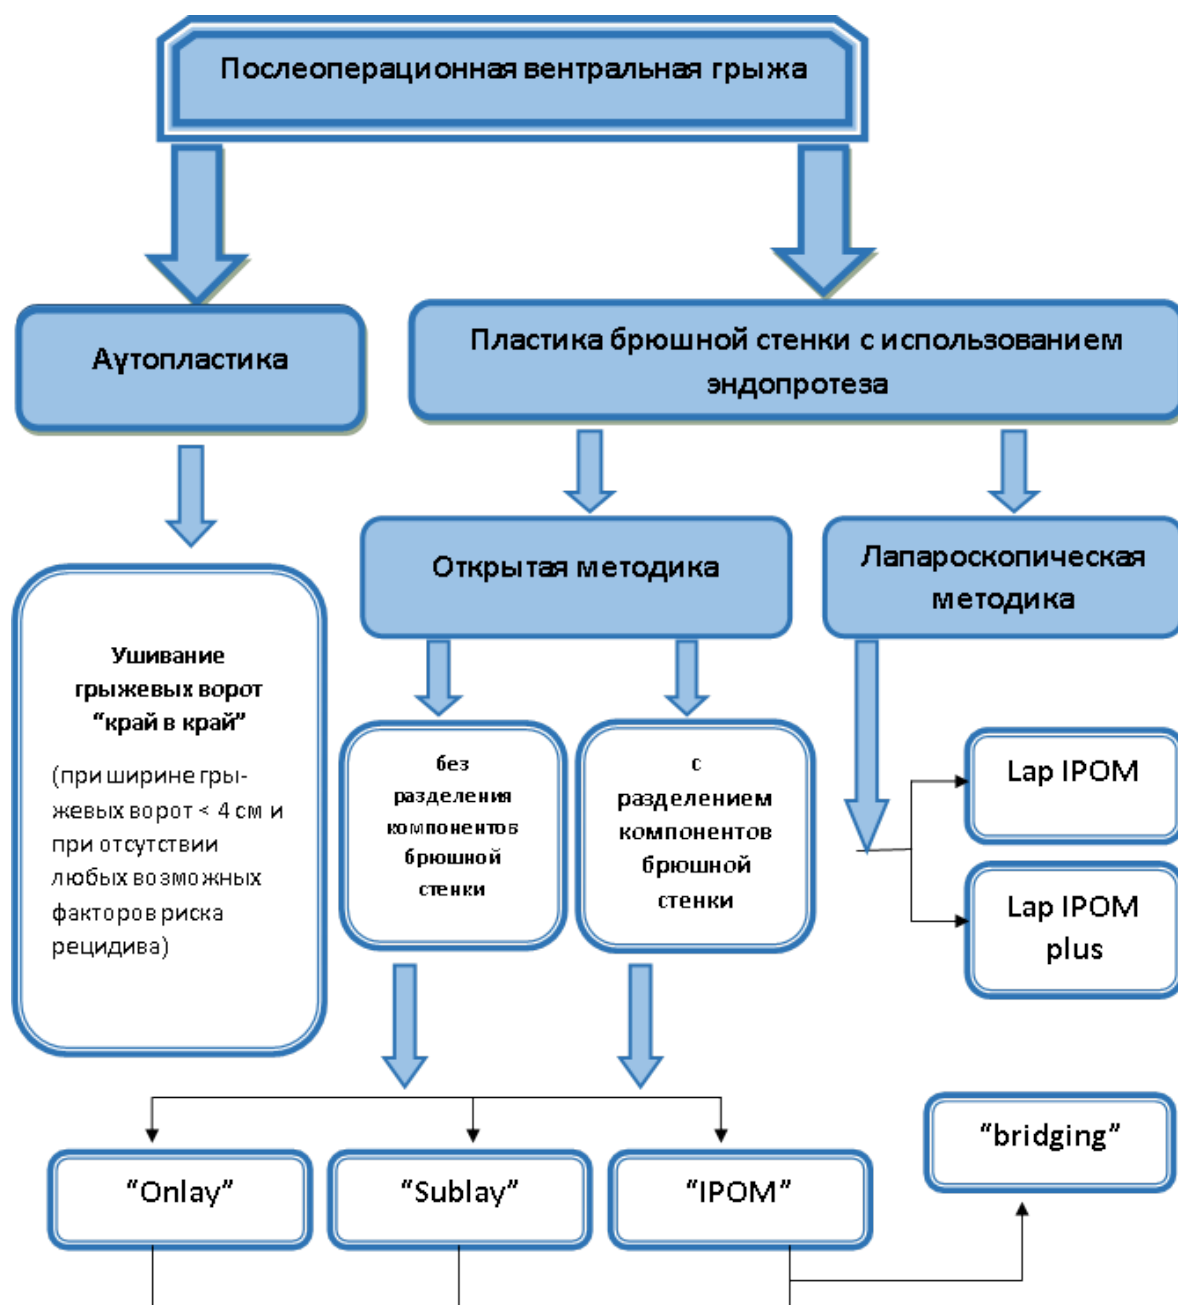 Послеоперационная вентральная грыжа
Аутопластика
Пластика брюшной стенки с использованием
эндопротеза
Открытая методика
Лапароскопическая
методика
Ушивание
грыжевых ворот
“край в край”
(при ширине гры-
жевых ворот < 4 см и
при отсутствии
любых возможных
факторов риска
рецидива)
без
разделения
компонентов
брюшной
стенки
с
разделением
компонентов
брюшной
стенки
Lap IPOM
Lap IPOM
plus
“bridging”
“Onlay”
“Sublay”
“IPOM”